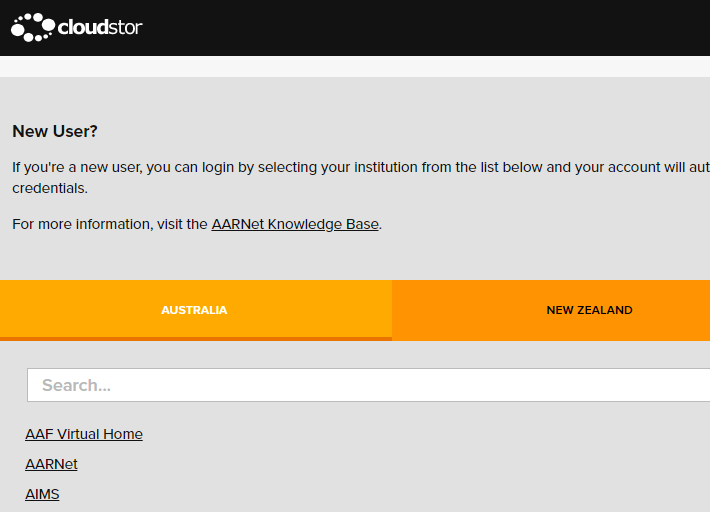 cloudstor
New User?
If you're a new user, you can login by selecting your institution from the list below and your account will aut
credentials.
For more information, visit the AARNet Knowledge Base.
AUSTRALIA
NEW ZEALAND
Search...
AAF Virtual Home
AARNet
AIMS